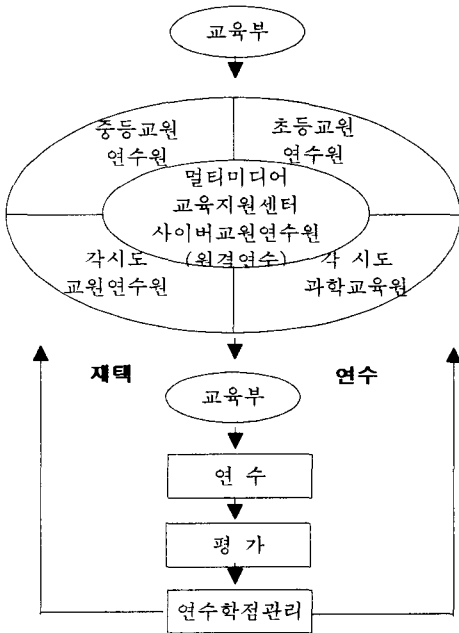 교육부
중등교원
연수원
초등교원
연수원
멀티미디어
교육지원센터
사이버교원연수원
(원격연수)
각시도
교원연수원
각 시도
과학교육원
재택
연수
교육부
연 수
평 가
연수학점관리